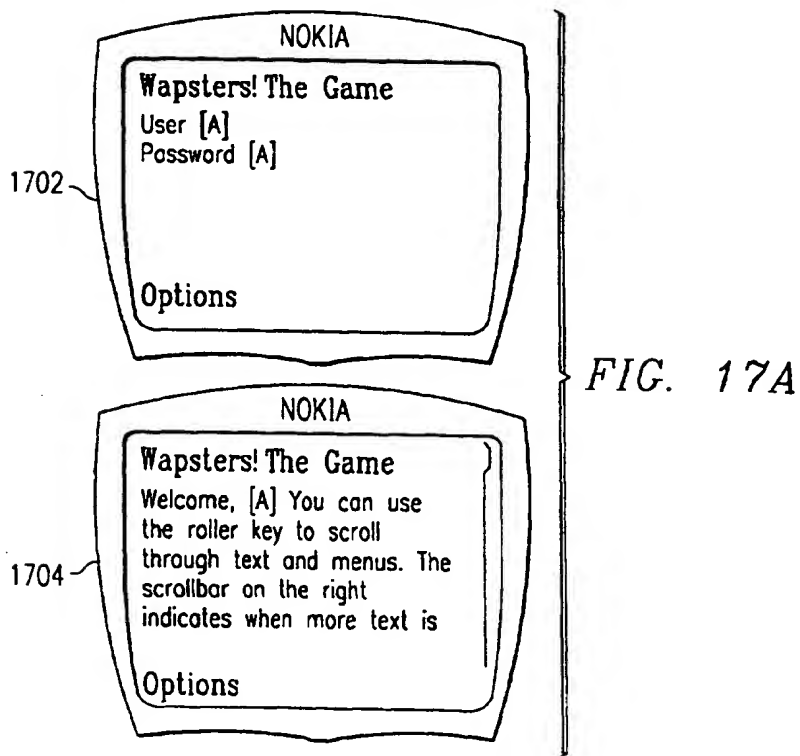 NOKIA
Wapsters! The Game
User [A]
Password [A]
1702
Options
FIG. 17A
NOKIA
Wapsters! The Game
Welcome, [A] You can use
the roller key to scroll
through text and menus. The
scrollbar on the right
indicates when more text is
1704
Options